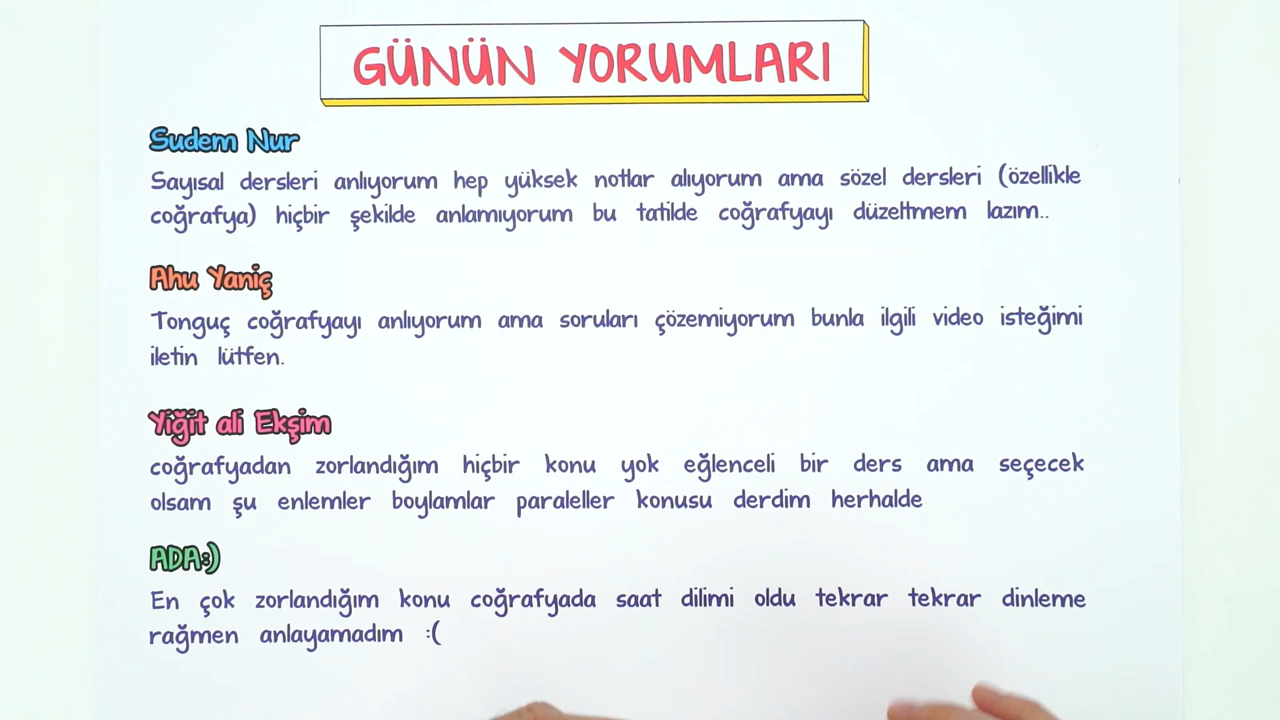 GÜNÜN YORUMLARI
Sudem Nur
Sayısal dersleri anlıyorum hep yüksek notlar alıyorum ama sözel dersleri (özellikle
coğrafya) hiçbir şekilde anlamıyorum bu tatilde coğrafyayı düzeltmem lazım..
Ahu Yaniç
Tonguç coğrafyayı anlıyorum ama soruları çözemiyorum bunla ilgili video isteğimi
iletin lütfen.
Yiğit ali Ekşim
coğrafyadan zorlandığım hiçbir konu yok eğlenceli bir ders ama seçecek
olsam şu enlemler boylamlar paraleller konusu derdim herhalde
ADA:)
En çok zorlandığım konu coğrafyada saat dilimi oldu tekrar tekrar dinleme
rağmen anlayamadım :(